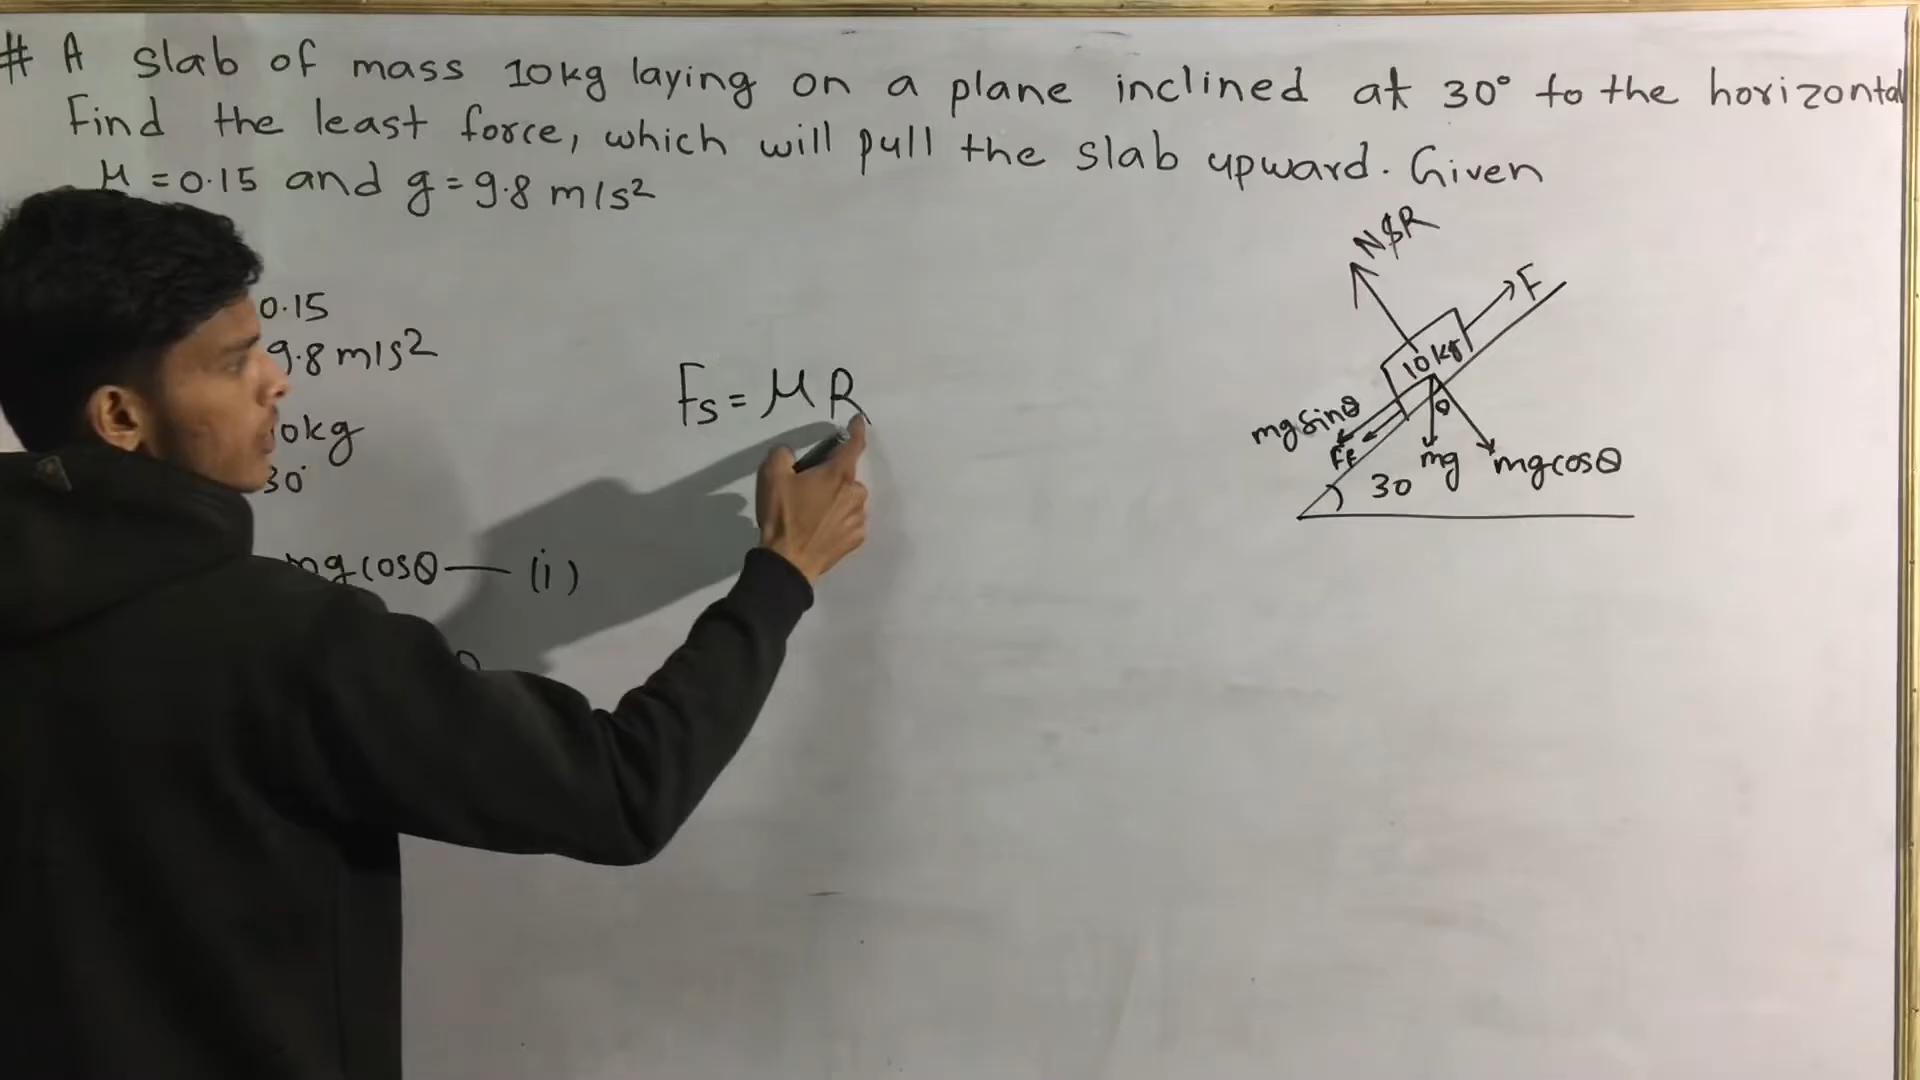 # A slab of mass 10kg laying on a plane inclined at 30° to the horizontal
Find the least force, which will pull the slab upward. Given
μ = 0.15 and g = 9.8 m/s²
0.15
9.8 m/s²
0kg
30°
mg cosθ — (i)
Fs = μR
N$R
F
10kg
mg sinθ
θ
mg
mg cosθ
30